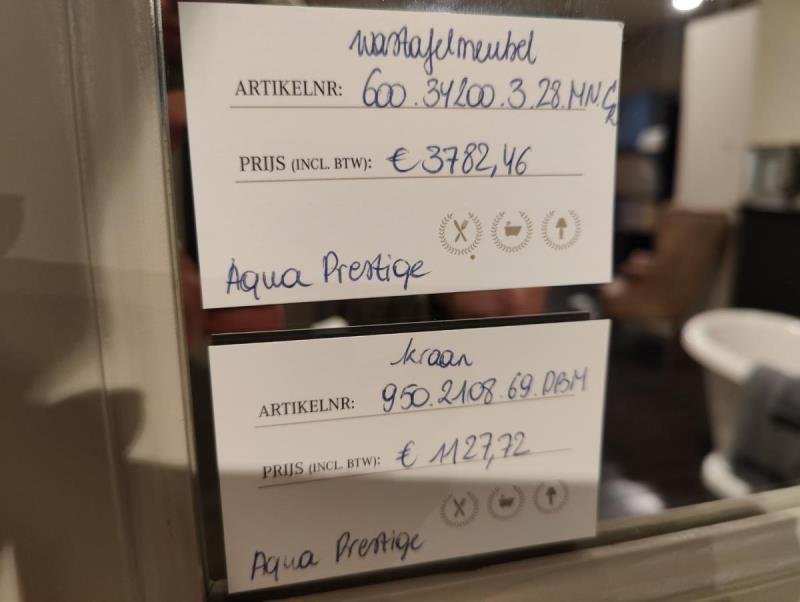 wastafelmeubel
ARTIKELNR: 600.34200.3.28.MN.CR
PRIJS (INCL. BTW): € 3782,46
Aqua Prestige
kraan
ARTIKELNR: 950.2108.69.DBM
PRIJS (INCL. BTW): € 1127,72
Aqua Prestige